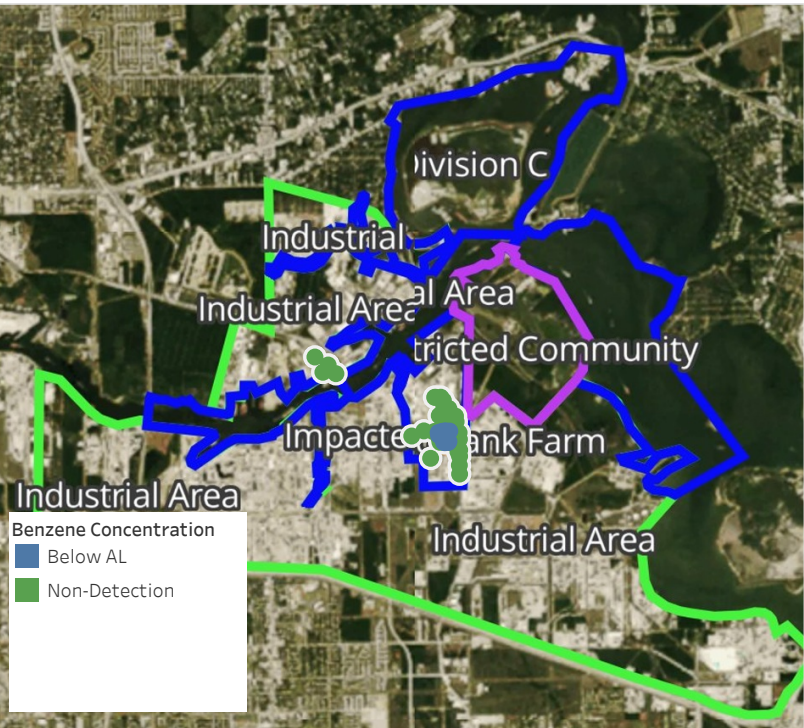 Division C
Industrial
Industrial Area
al Area
tricted Community
Impacte
ank Farm
Industrial Area
Industrial Area
Benzene Concentration
Below AL
Non-Detection